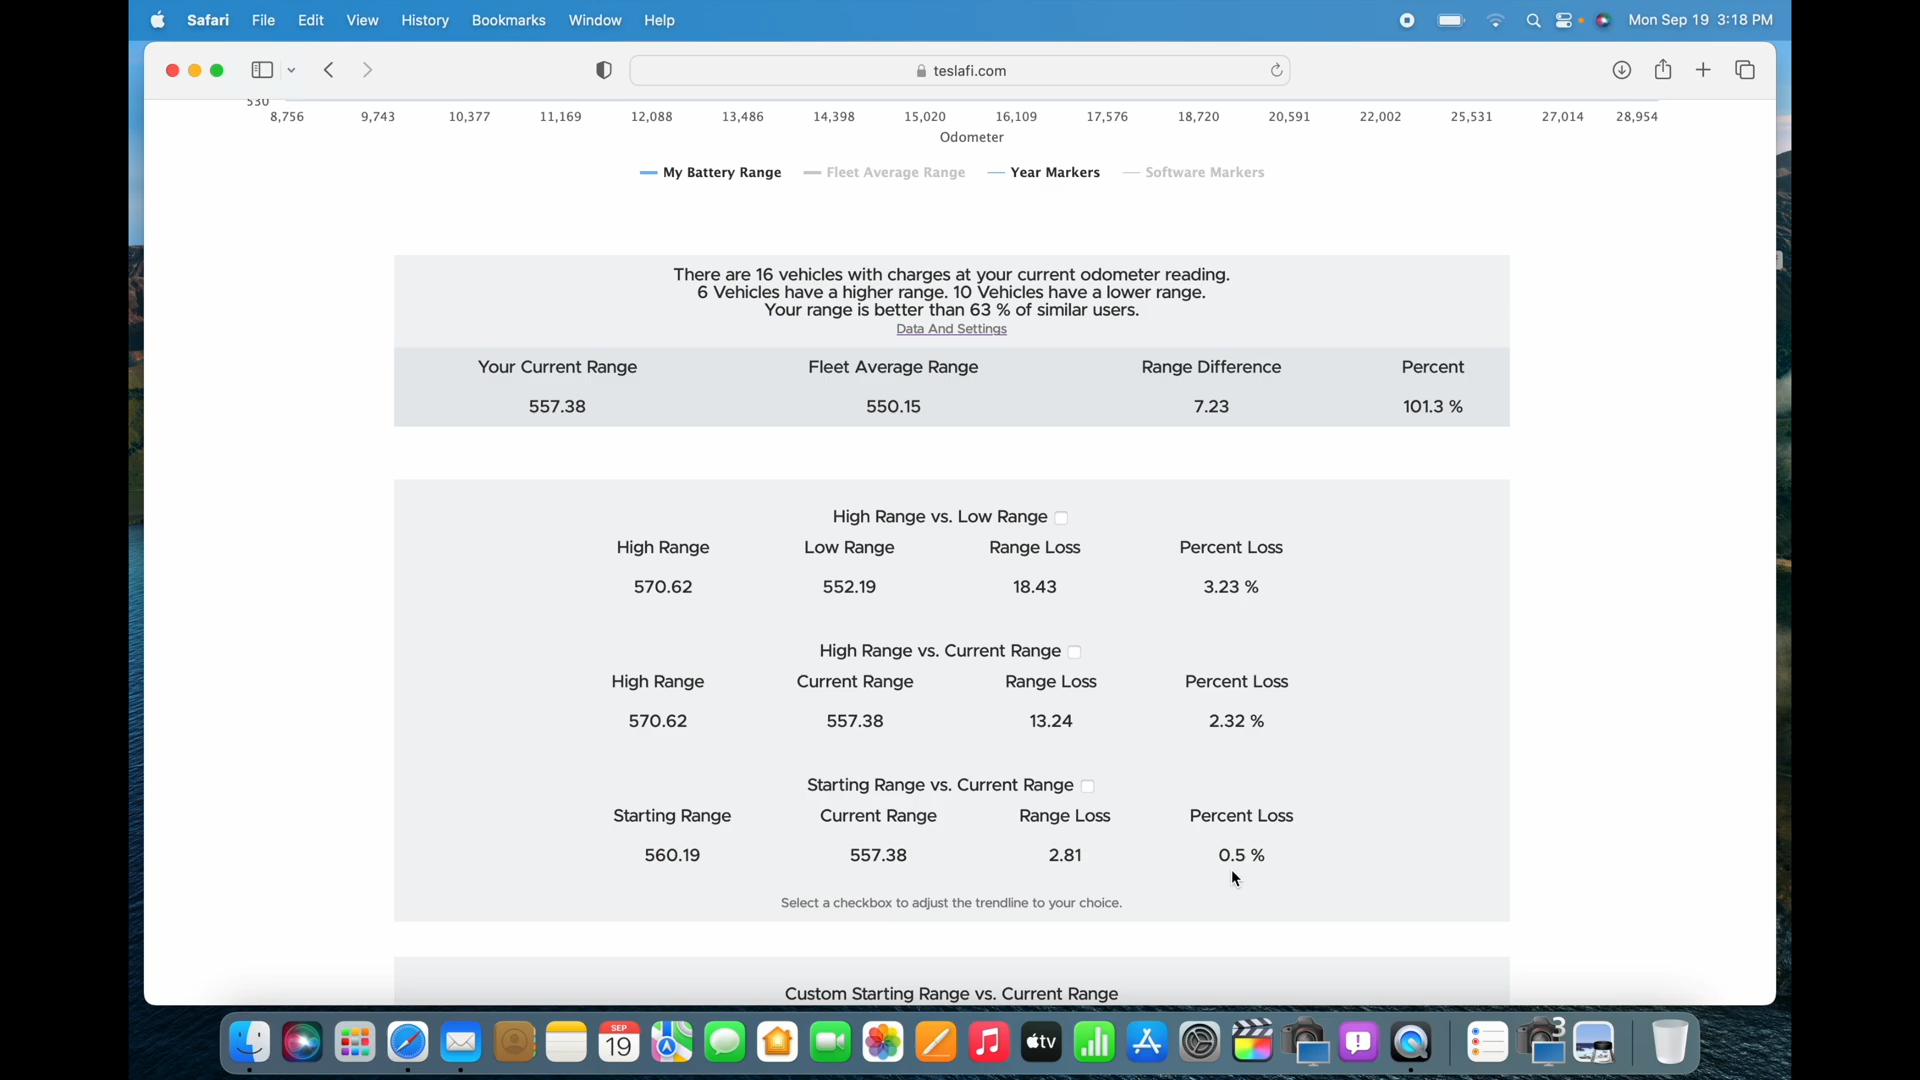 Safari File Edit View History Bookmarks Window Help Mon Sep 19 3:18 PM
teslafi.com
530
8,756 9,743 10,377 11,169 12,088 13,486 14,398 15,020 16,109 17,576 18,720 20,591 22,002 25,531 27,014 28,954
Odometer
My Battery Range Fleet Average Range Year Markers Software Markers
There are 16 vehicles with charges at your current odometer reading.
6 Vehicles have a higher range. 10 Vehicles have a lower range.
Your range is better than 63 % of similar users.
Data And Settings
Your Current Range Fleet Average Range Range Difference Percent
557.38 550.15 7.23 101.3 %
High Range vs. Low Range
High Range Low Range Range Loss Percent Loss
570.62 552.19 18.43 3.23 %
High Range vs. Current Range
High Range Current Range Range Loss Percent Loss
570.62 557.38 13.24 2.32 %
Starting Range vs. Current Range
Starting Range Current Range Range Loss Percent Loss
560.19 557.38 2.81 0.5 %
Select a checkbox to adjust the trendline to your choice.
Custom Starting Range vs. Current Range
SEP
19
tv
3